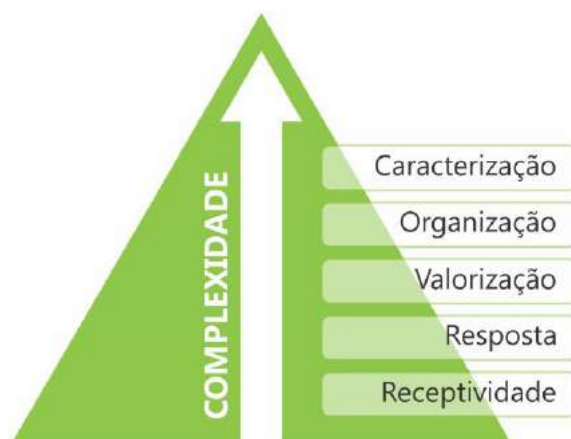 COMPLEXIDADE
Caracterização
Organização
Valorização
Resposta
Receptividade